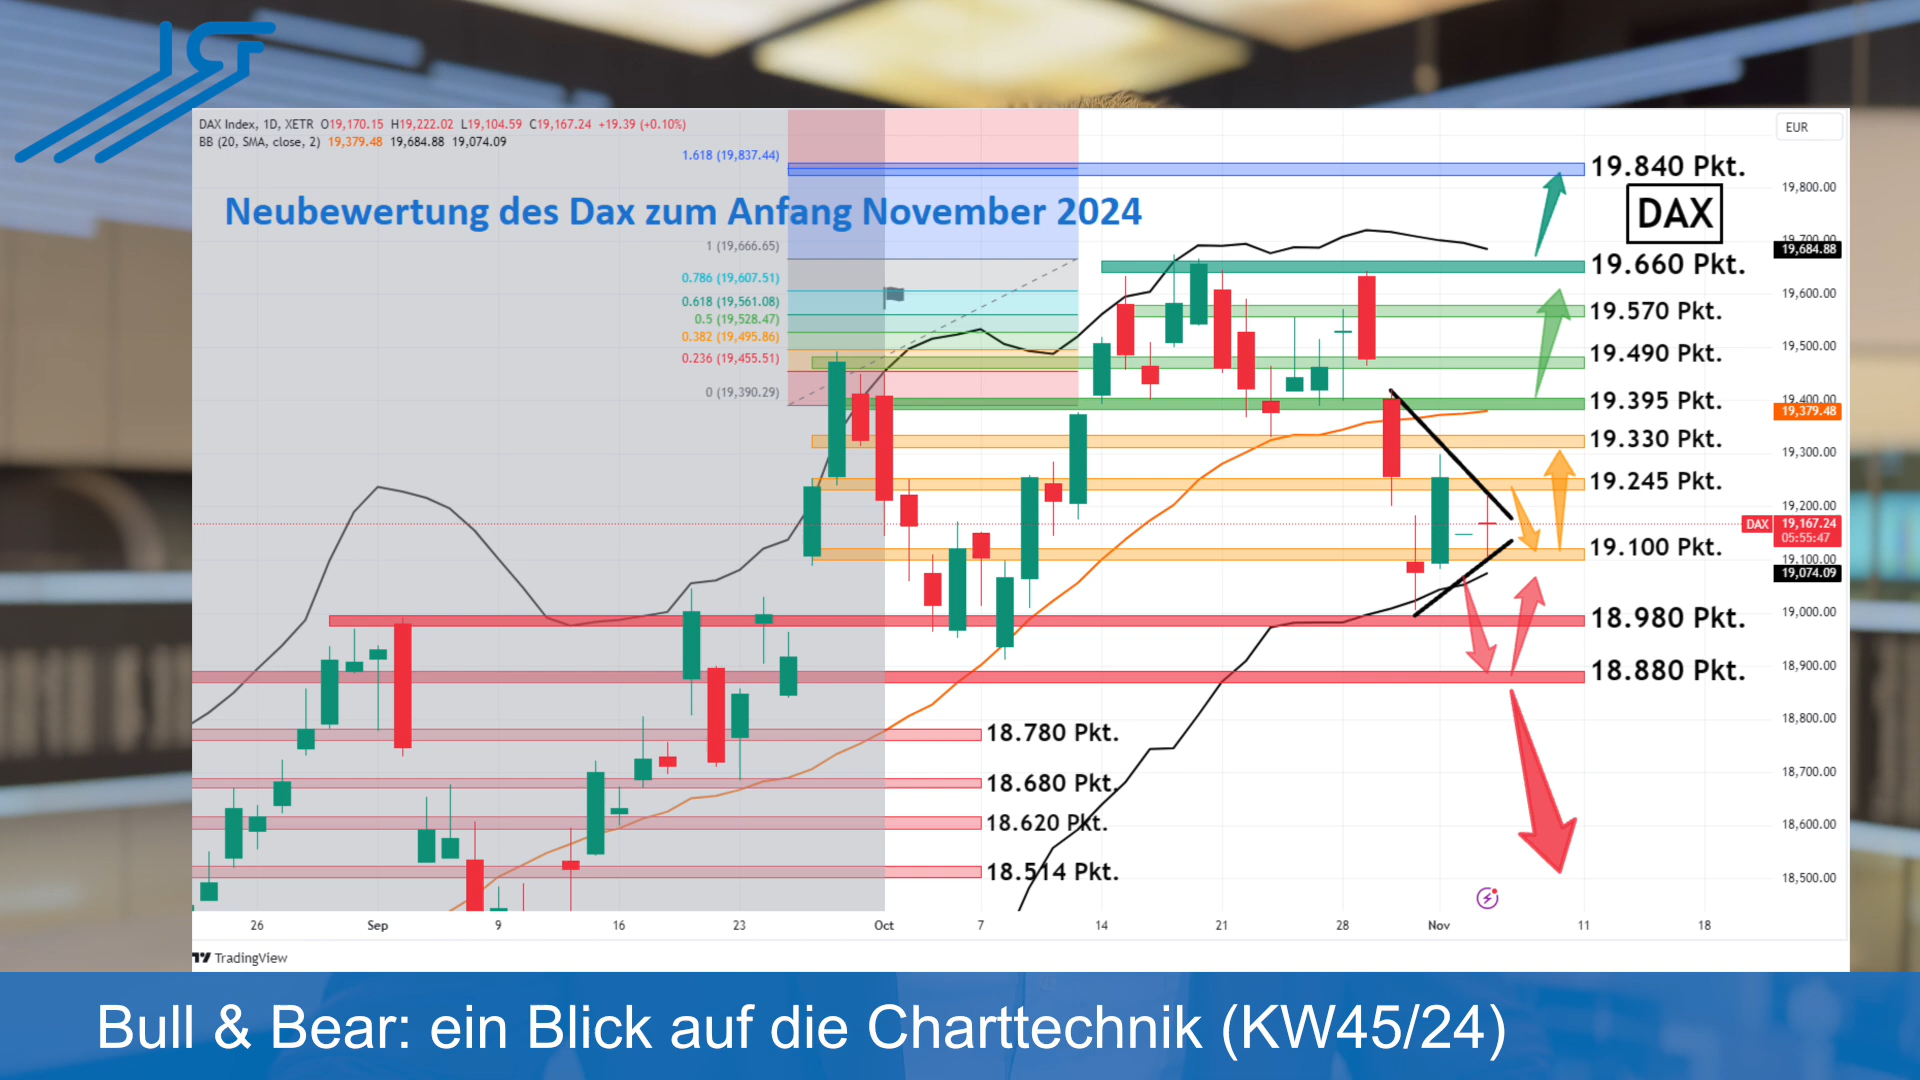 DAX Index, 1D, XETR O19,170.15 H19,222.02 L19,104.59 C19,167.24 +19.39 (+0.10%)
BB (20, SMA, close, 2) 19,379.48 19,684.88 19,074.09
EUR
1.618 (19,837.44)
19.840 Pkt.
19,800.00
Neubewertung des Dax zum Anfang November 2024
DAX
1 (19,666.65)
19,700.00
19,684.88
19.660 Pkt.
0.786 (19,607.51)
19,600.00
0.618 (19,561.08)
19.570 Pkt.
0.5 (19,528.47)
0.382 (19,495.86)
19,500.00
0.236 (19,455.51)
19.490 Pkt.
0 (19,390.29)
19.395 Pkt.
19,400.00
19,379.48
19.330 Pkt.
19,300.00
19.245 Pkt.
19,200.00
DAX 19,167.24
05:55:47
19.100 Pkt.
19,100.00
19,074.09
19,000.00
18.980 Pkt.
18,900.00
18.880 Pkt.
18,800.00
18.780 Pkt.
18,700.00
18.680 Pkt.
18.620 Pkt.
18,600.00
18.514 Pkt.
18,500.00
26 Sep 9 16 23 Oct 7 14 21 28 Nov 11 18
TradingView
Bull & Bear: ein Blick auf die Charttechnik (KW45/24)